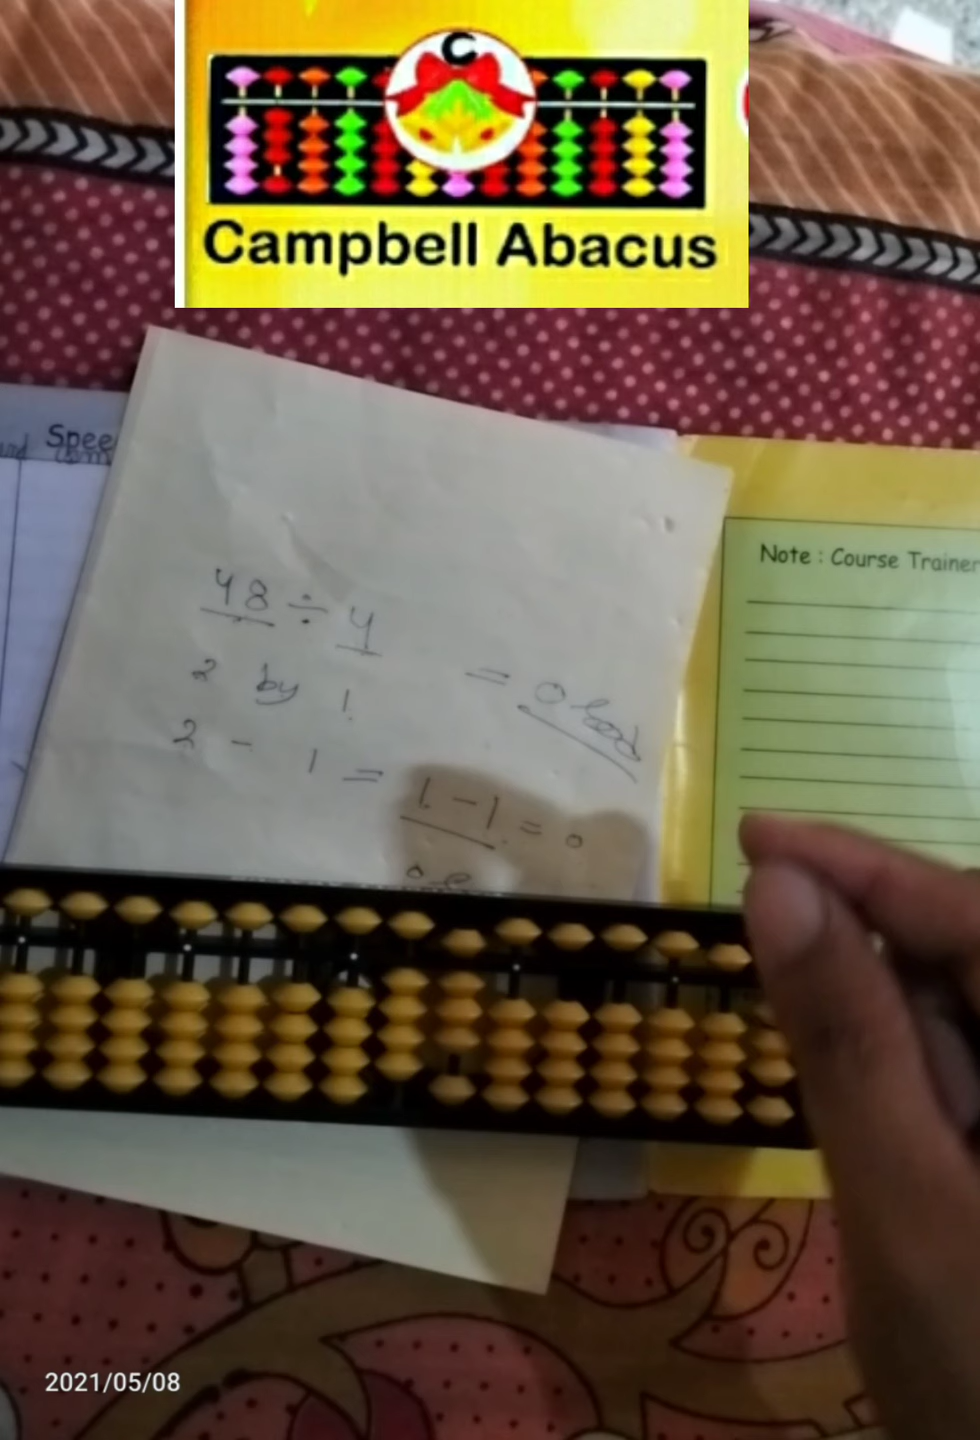 C
Campbell Abacus
Spee
Note : Course Trainer
48 ÷ 4
2 by 1
= 0
2 - 1 = 1 - 1 = 0
2021/05/08